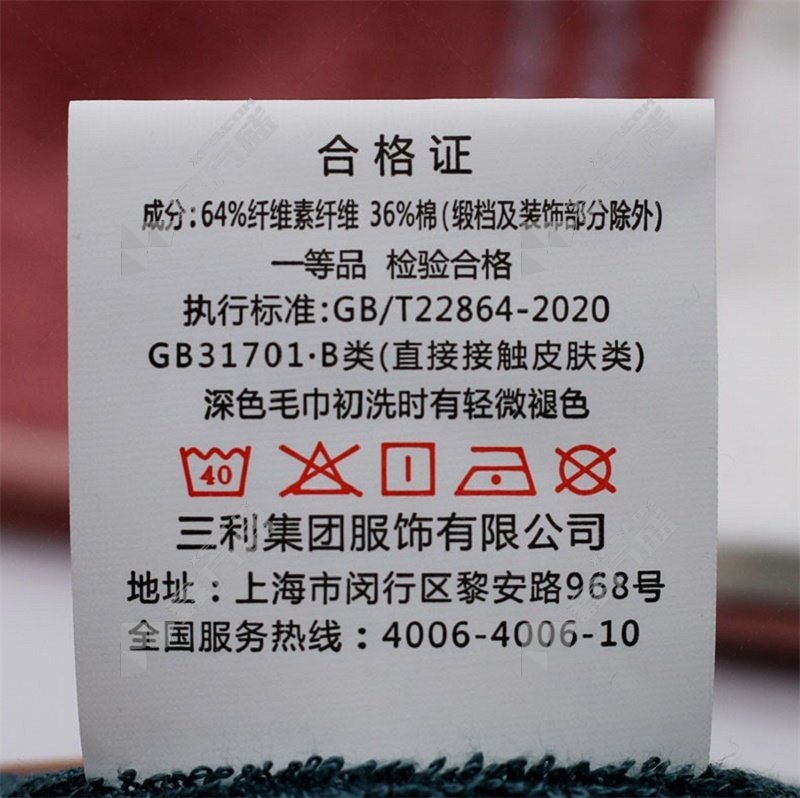 合格证
成分:64%纤维素纤维 36%棉(缎档及装饰部分除外)
一等品 检验合格
执行标准:GB/T22864-2020
GB31701·B类(直接接触皮肤类)
深色毛巾初洗时有轻微褪色
40
三利集团服饰有限公司
地址：上海市闵行区黎安路968号
全国服务热线：4006-4006-10